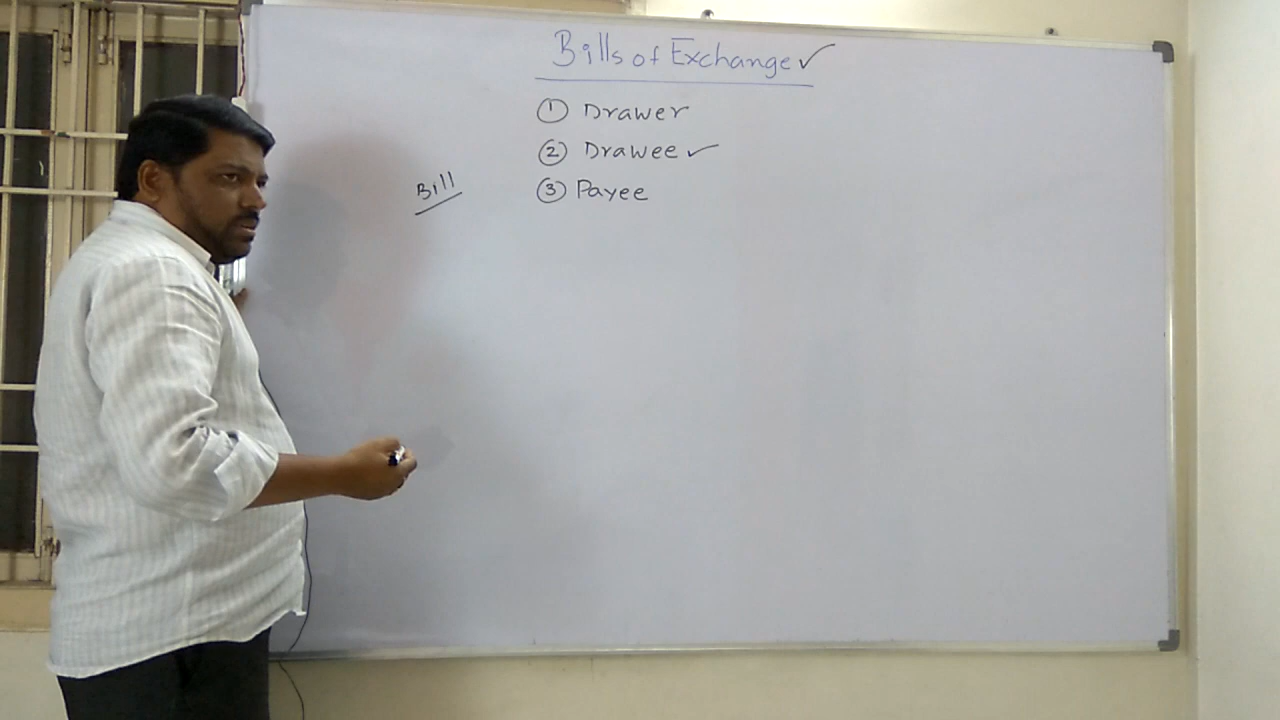 Bills of Exchange ✓
① Drawer
② Drawee ✓
Bill
③ Payee